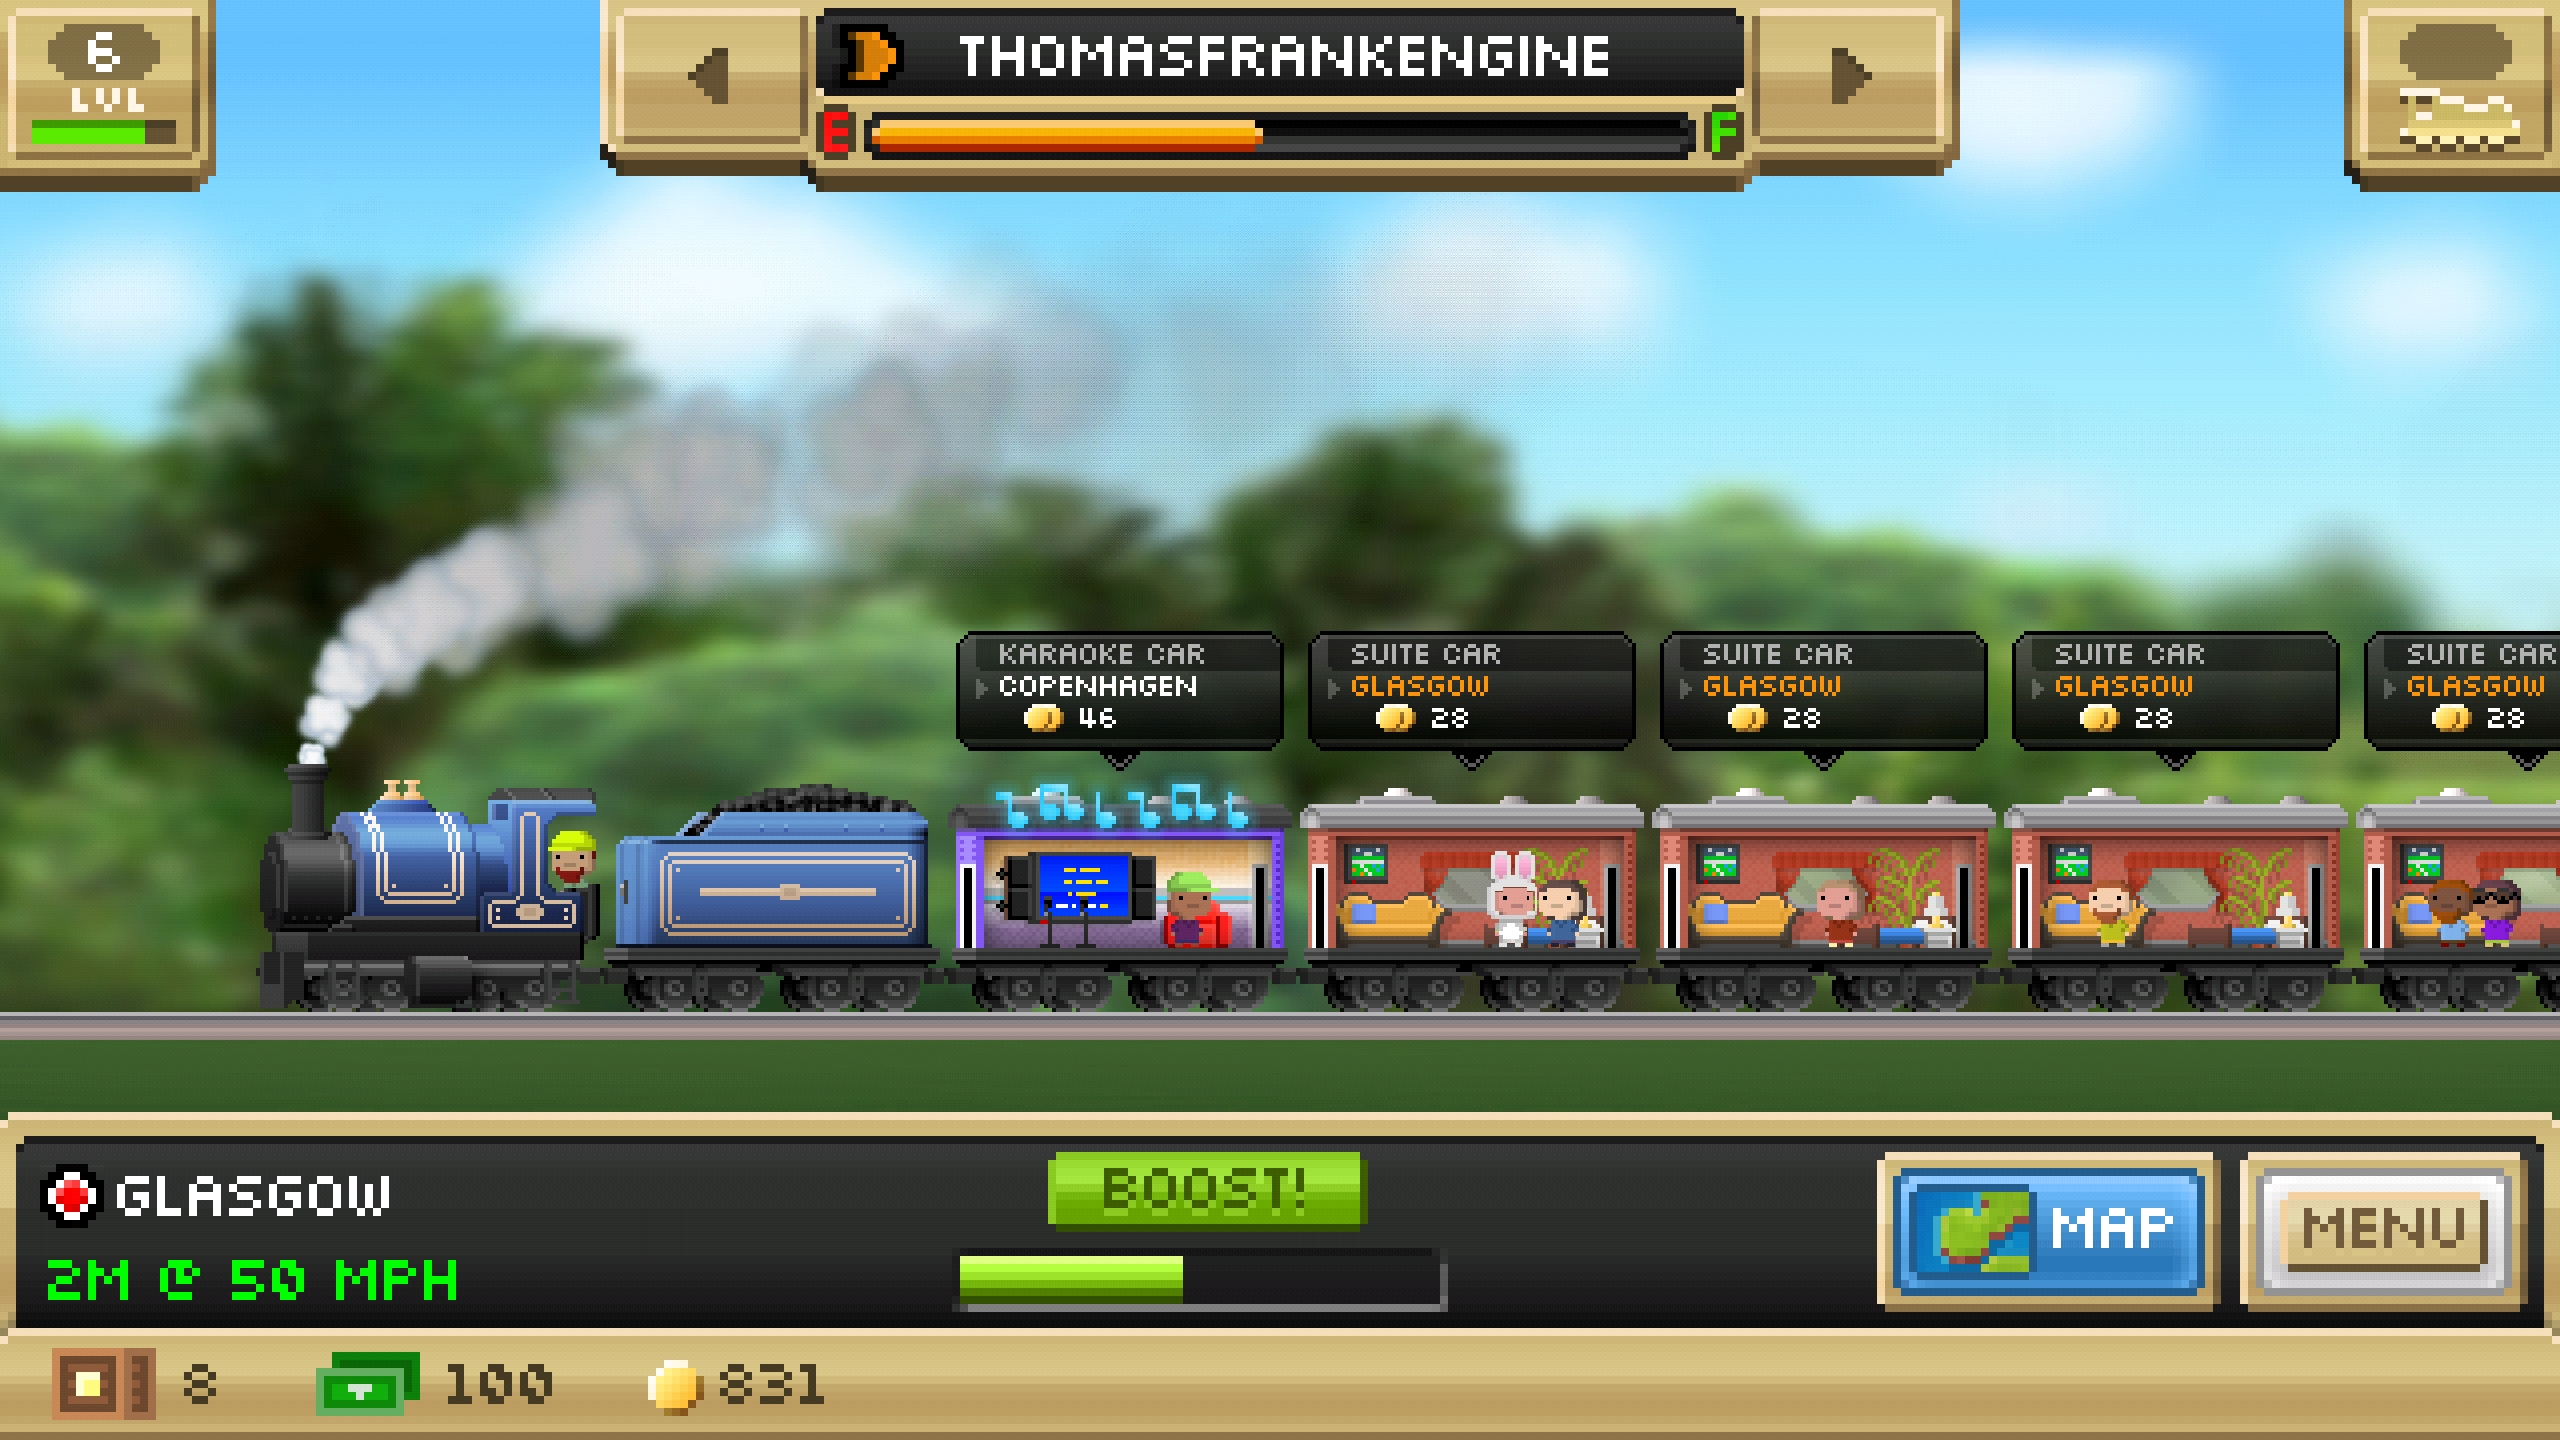 6
LVL
THOMASFRANKENGINE
E
F
KARAOKE CAR
COPENHAGEN
46
SUITE CAR
GLASGOW
28
SUITE CAR
GLASGOW
28
SUITE CAR
GLASGOW
28
SUITE CAR
GLASGOW
28
GLASGOW
2M @ 50 MPH
BOOST!
MAP
MENU
8
100
831